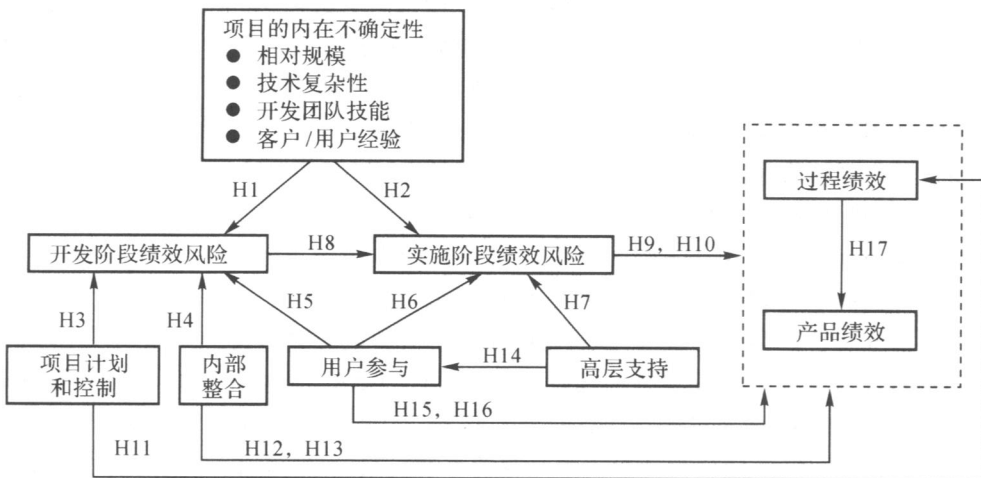 项目的内在不确定性
● 相对规模
● 技术复杂性
● 开发团队技能
● 客户/用户经验
H1
H2
过程绩效
开发阶段绩效风险
H8
实施阶段绩效风险
H9, H10
H17
H3
H4
H5
H6
H7
产品绩效
项目计划
和控制
内部
整合
用户参与
H14
高层支持
H15, H16
H11
H12, H13